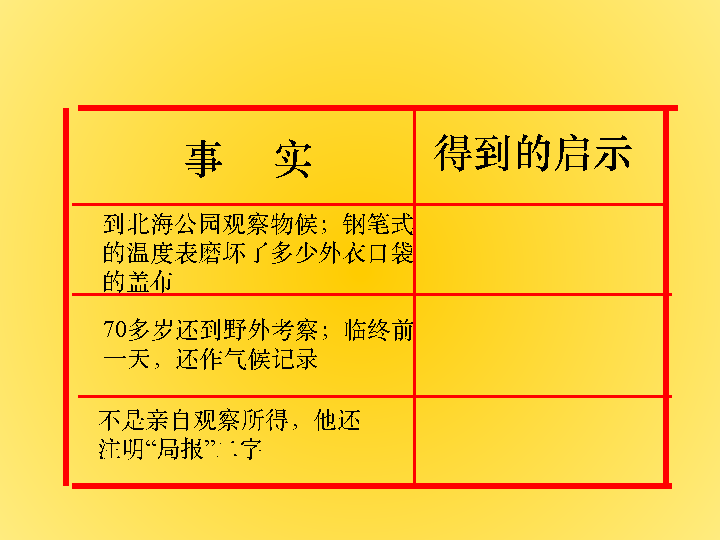 事 实
得到的启示
到北海公园观察物候；钢笔式
的温度表磨坏了多少外衣口袋
的盖布
70多岁还到野外考察；临终前
一天，还作气候记录
不是亲自观察所得，他还
注明“局报”二字